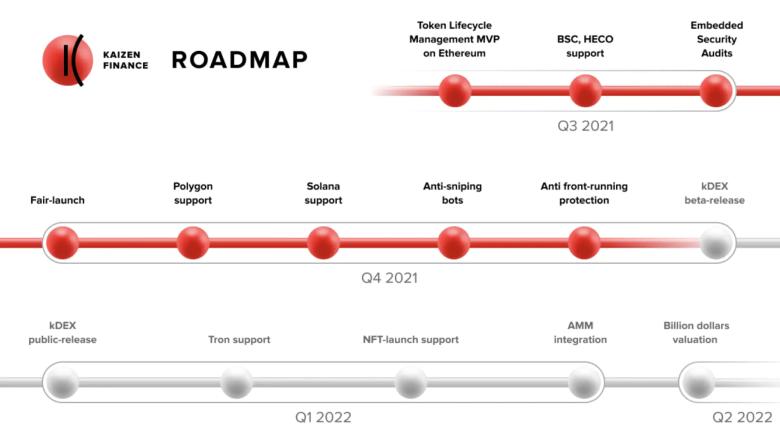 KAIZEN
FINANCE
ROADMAP
Token Lifecycle
Management MVP
on Ethereum
BSC, HECO
support
Embedded
Security
Audits
Q3 2021
Fair-launch
Polygon
support
Solana
support
Anti-sniping
bots
Anti front-running
protection
kDEX
beta-release
Q4 2021
kDEX
public-release
Tron support
NFT-launch support
AMM
integration
Billion dollars
valuation
Q1 2022
Q2 2022